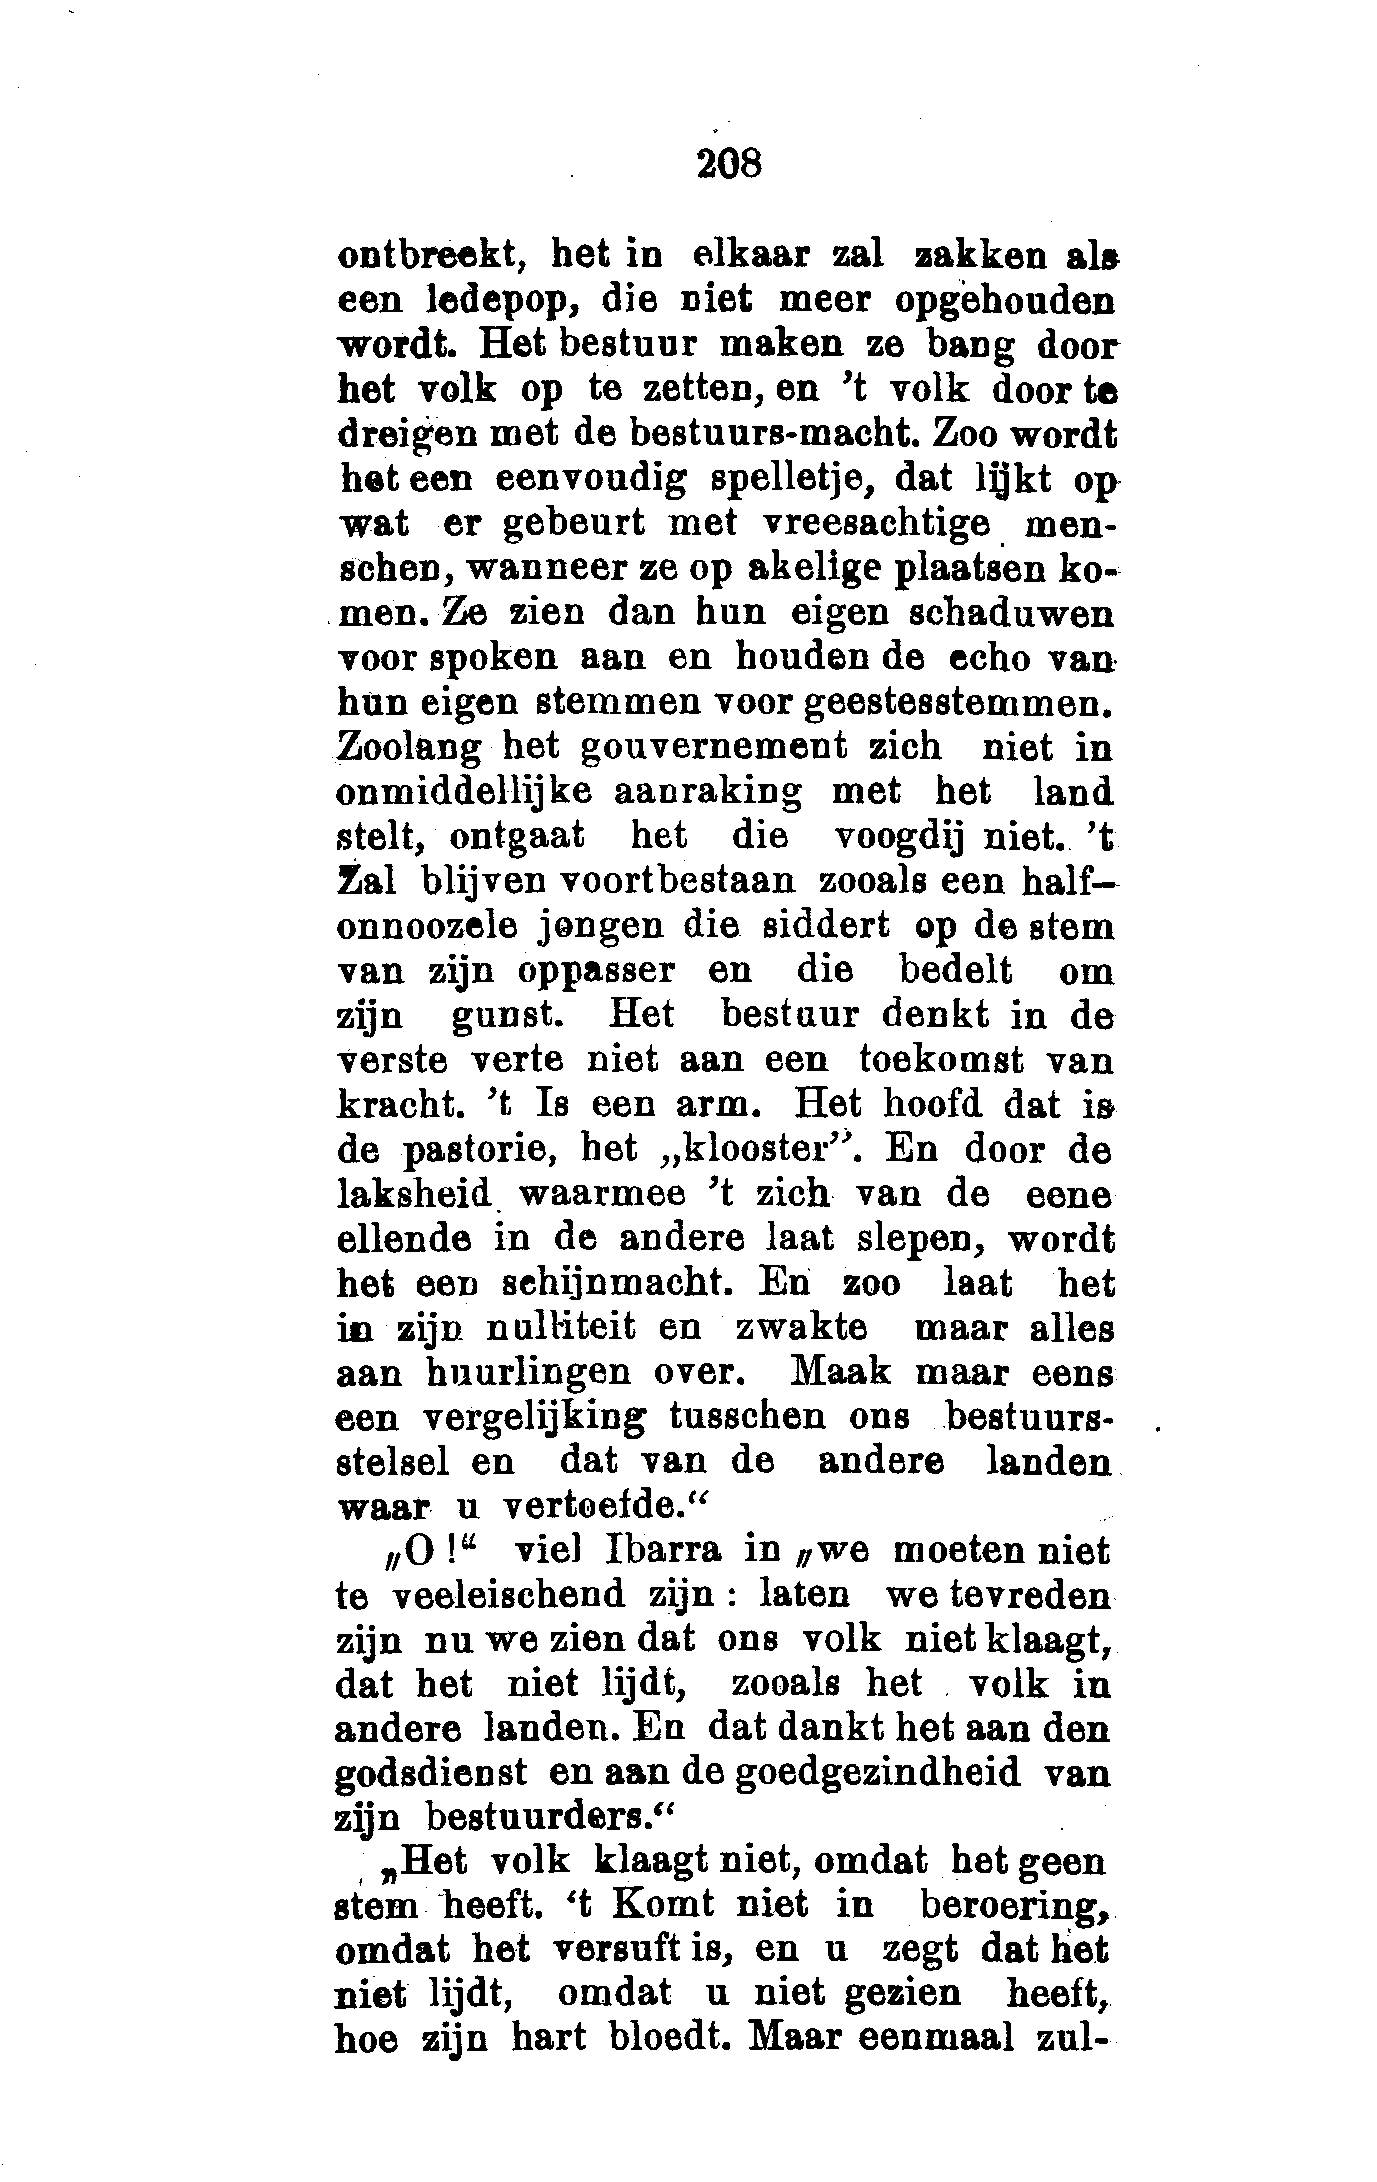 208
ontbreekt, het in elkaar zal zakken als
een ledepop, die niet meer opgehouden
wordt. Het bestuur maken ze bang door
het volk op te zetten, en 't volk door te
dreigen met de bestuurs-macht. Zoo wordt
het een eenvoudig spelletje, dat lijkt op
wat er gebeurt met vreesachtige men-
schen, wanneer ze op akelige plaatsen ko-
men. Ze zien dan hun eigen schaduwen
voor spoken aan en houden de echo van
hun eigen stemmen voor geestesstemmen.
Zoolang het gouvernement zich niet in
onmiddellijke aanraking met het land
stelt, ontgaat het die voogdij niet. 't
Zal blijven voortbestaan zooals een half-
onnoozele jongen die siddert op de stem
van zijn oppasser en die bedelt om
zijn gunst. Het bestuur denkt in de
verste verte niet aan een toekomst van
kracht. 't Is een arm. Het hoofd dat is
de pastorie, het „klooster”. En door de
laksheid waarmee 't zich van de eene
ellende in de andere laat slepen, wordt
het een schijnmacht. En zoo laat het
in zijn nulliteit en zwakte maar alles
aan huurlingen over. Maak maar eens
een vergelijking tusschen ons bestuurs-
stelsel en dat van de andere landen
waar u vertoefde.“
„O!“ viel Ibarra in „we moeten niet
te veeleischend zijn : laten we tevreden
zijn nu we zien dat ons volk niet klaagt,
dat het niet lijdt, zooals het volk in
andere landen. En dat dankt het aan den
godsdienst en aan de goedgezindheid van
zijn bestuurders.“
„Het volk klaagt niet, omdat het geen
stem heeft. ‘t Komt niet in beroering,
omdat het versuft is, en u zegt dat het
niet lijdt, omdat u niet gezien heeft,
hoe zijn hart bloedt. Maar eenmaal zul-